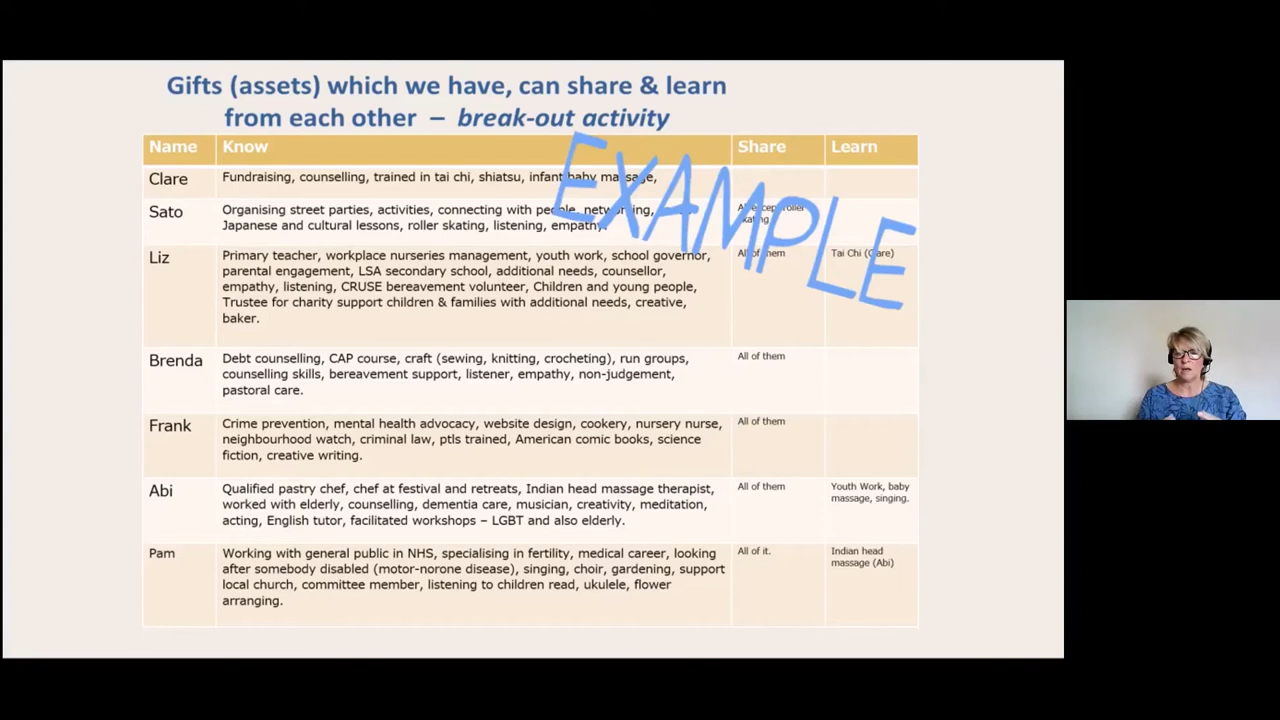 Gifts (assets) which we have, can share & learn
from each other – break-out activity
EXAMPLE
Name Know Share Learn
Clare Fundraising, counselling, trained in tai chi, shiatsu, infant baby massage,
Sato Organising street parties, activities, connecting with people, networking,
Japanese and cultural lessons, roller skating, listening, empathy.
All except roller
skating
Liz Primary teacher, workplace nurseries management, youth work, school governor,
parental engagement, LSA secondary school, additional needs, counsellor,
empathy, listening, CRUSE bereavement volunteer, Children and young people,
Trustee for charity support children & families with additional needs, creative,
baker.
All of them
Tai Chi (Clare)
Brenda Debt counselling, CAP course, craft (sewing, knitting, crocheting), run groups,
counselling skills, bereavement support, listener, empathy, non-judgement,
pastoral care.
All of them
Frank Crime prevention, mental health advocacy, website design, cookery, nursery nurse,
neighbourhood watch, criminal law, ptls trained, American comic books, science
fiction, creative writing.
All of them
Abi Qualified pastry chef, chef at festival and retreats, Indian head massage therapist,
worked with elderly, counselling, dementia care, musician, creativity, meditation,
acting, English tutor, facilitated workshops – LGBT and also elderly.
All of them
Youth Work, baby
massage, singing.
Pam Working with general public in NHS, specialising in fertility, medical career, looking
after somebody disabled (motor-norone disease), singing, choir, gardening, support
local church, committee member, listening to children read, ukulele, flower
arranging.
All of it.
Indian head
massage (Abi)